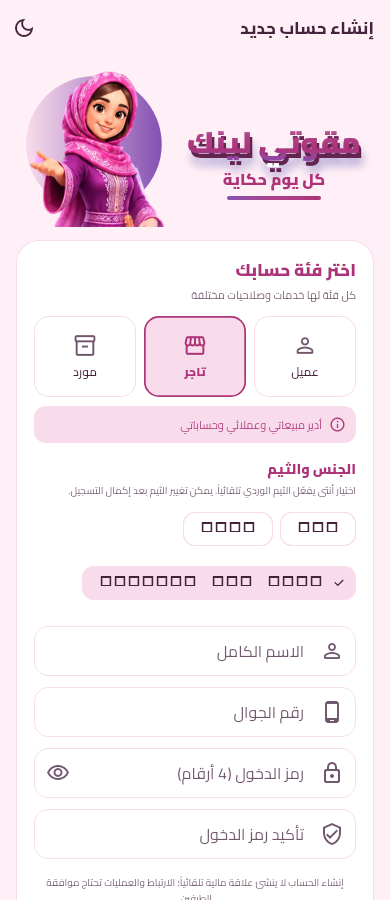 إنشاء حساب جديد
مقوتي لينك
كل يوم حكاية
اختر فئة حسابك
كل فئة لها خدمات وصلاحيات مختلفة
عميل
تاجر
مورد
أدير مبيعاتي وعملائي وحساباتي
الجنس والثيم
اختيار أنثى يفعّل الثيم الوردي تلقائياً. يمكن تغيير الثيم بعد إكمال التسجيل.
الاسم الكامل
رقم الجوال
رمز الدخول (4 أرقام)
تأكيد رمز الدخول
إنشاء الحساب لا ينشئ علاقة مالية تلقائياً؛ الارتباط والعمليات تحتاج موافقة